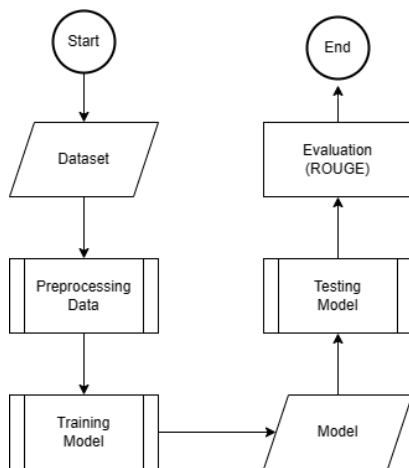 Start
Dataset
Preprocessing
Data
Training
Model
Model
Testing
Model
Evaluation
(ROUGE)
End